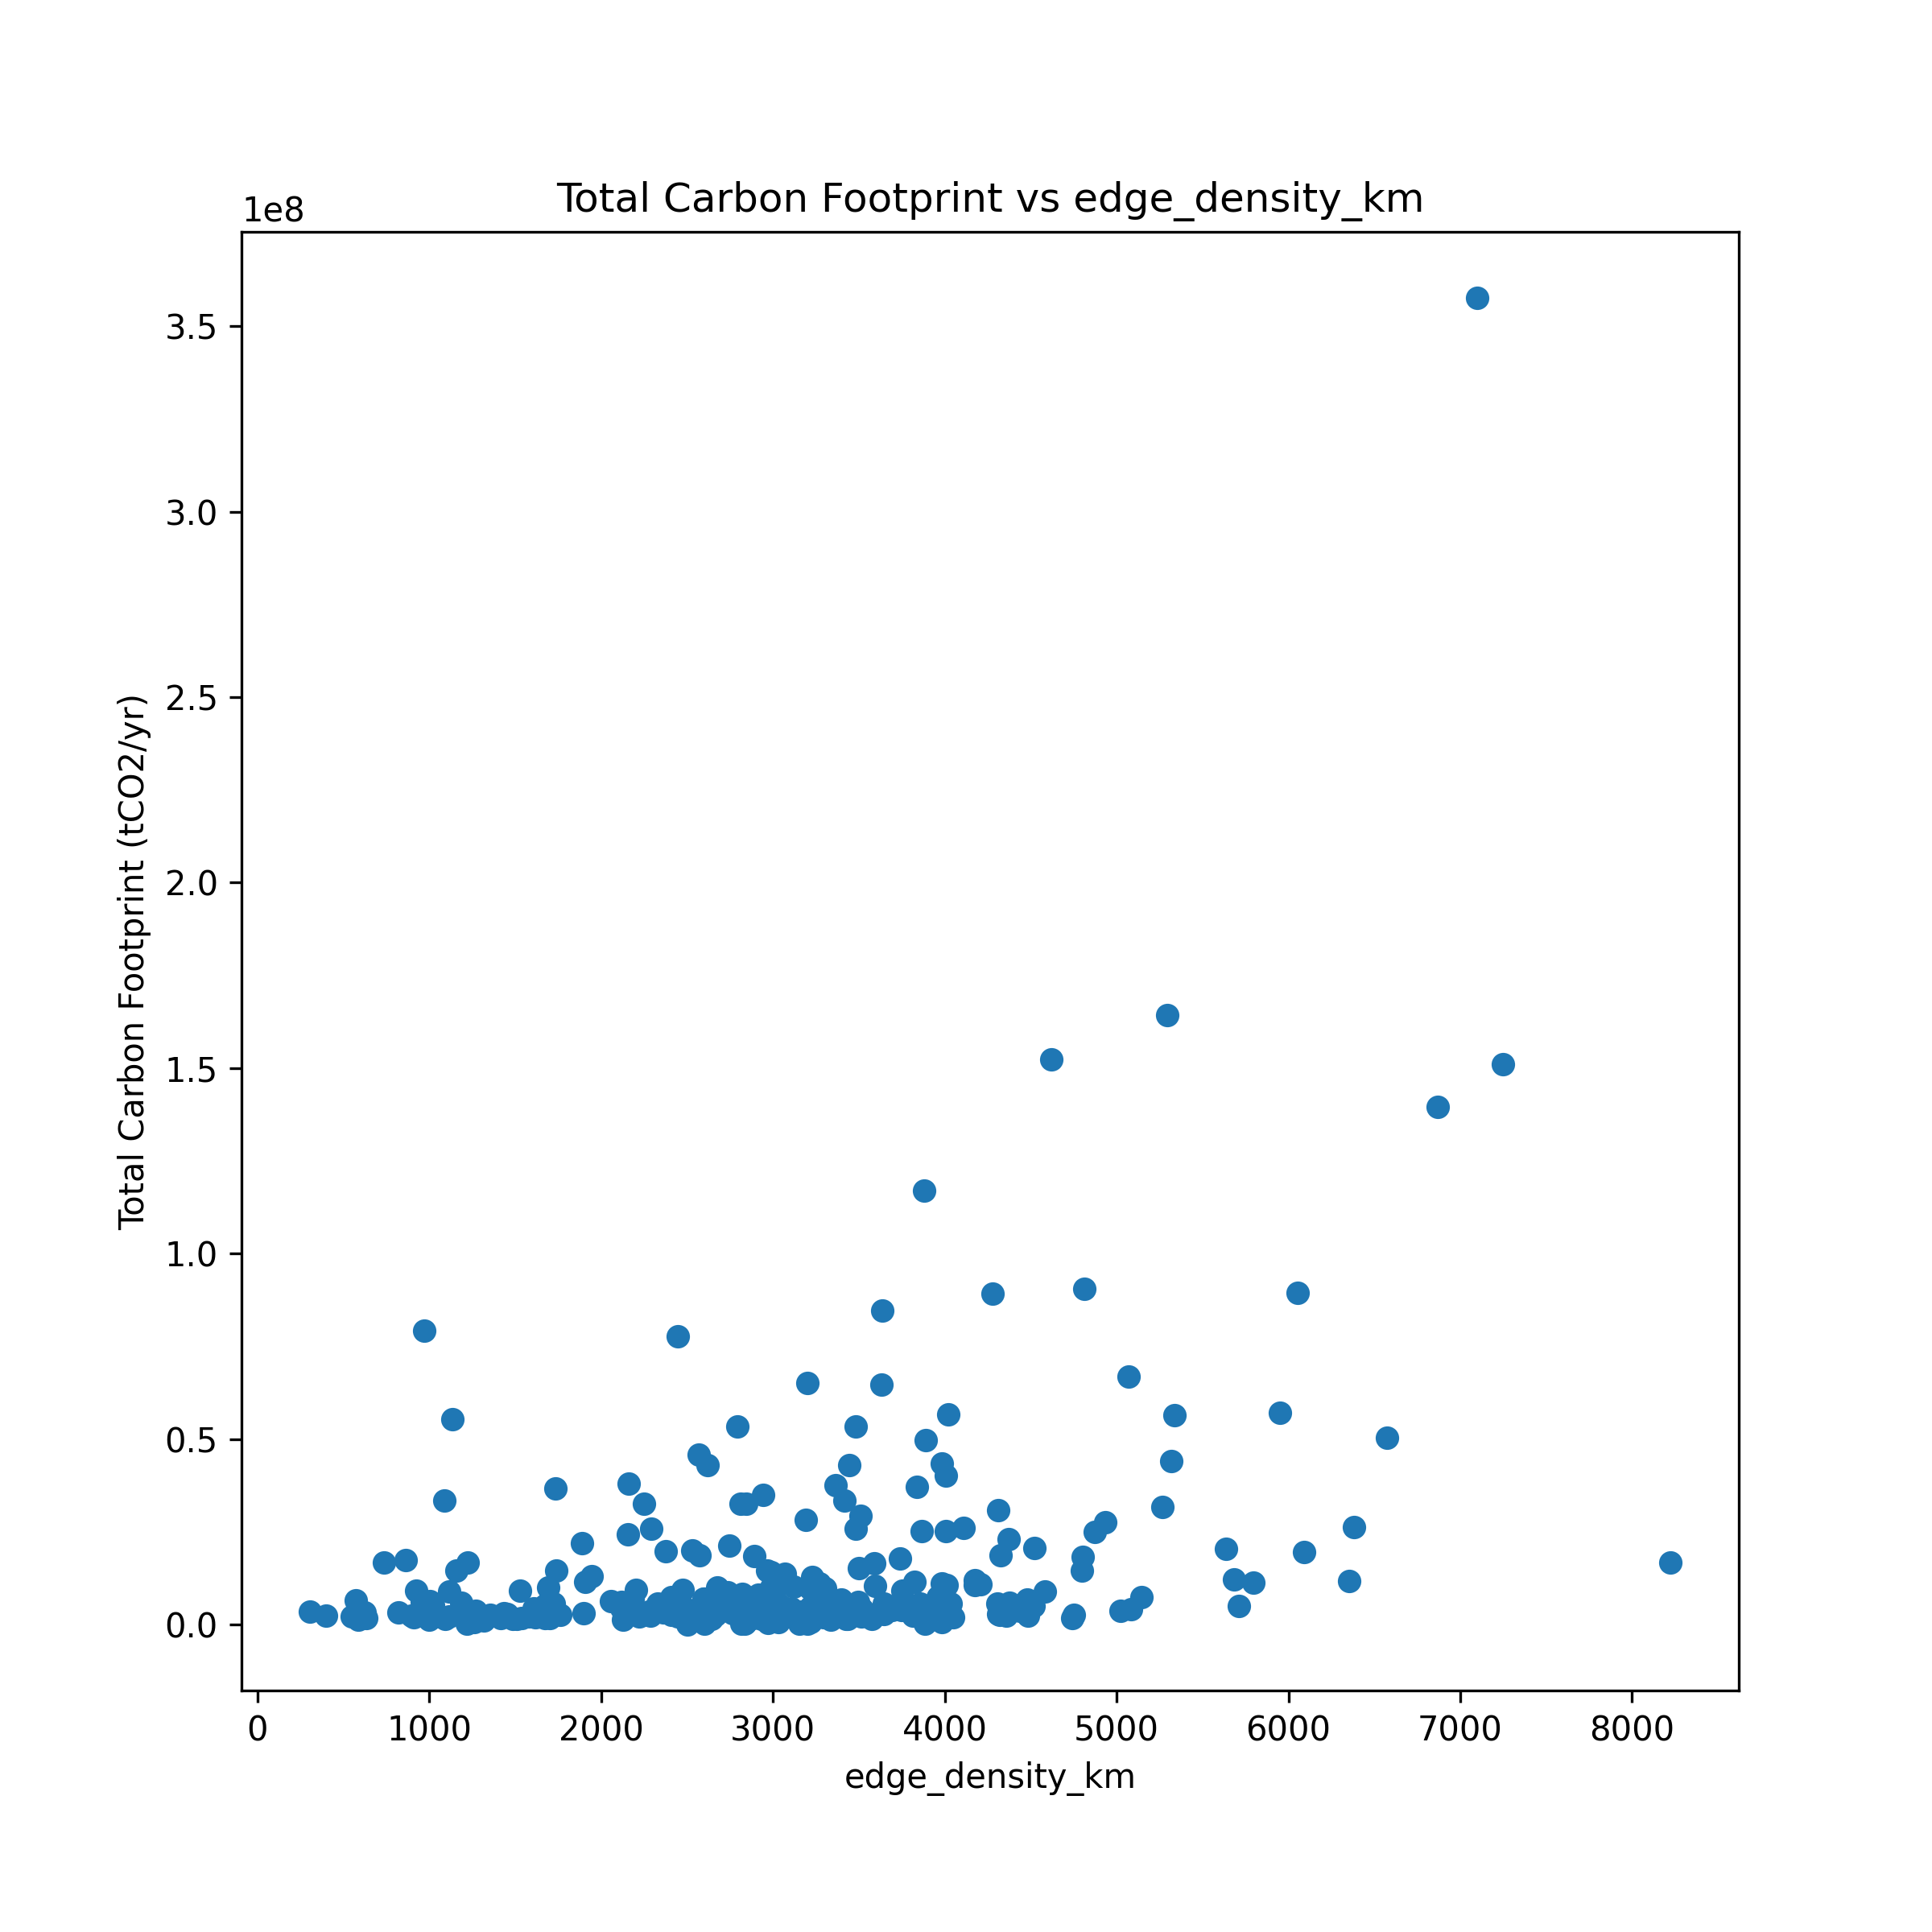 Total Carbon Footprint vs edge_density_km
1e8
3.5
3.0
2.5
2.0
1.5
1.0
0.5
0.0
Total Carbon Footprint (tCO2/yr)
0 1000 2000 3000 4000 5000 6000 7000 8000
edge_density_km